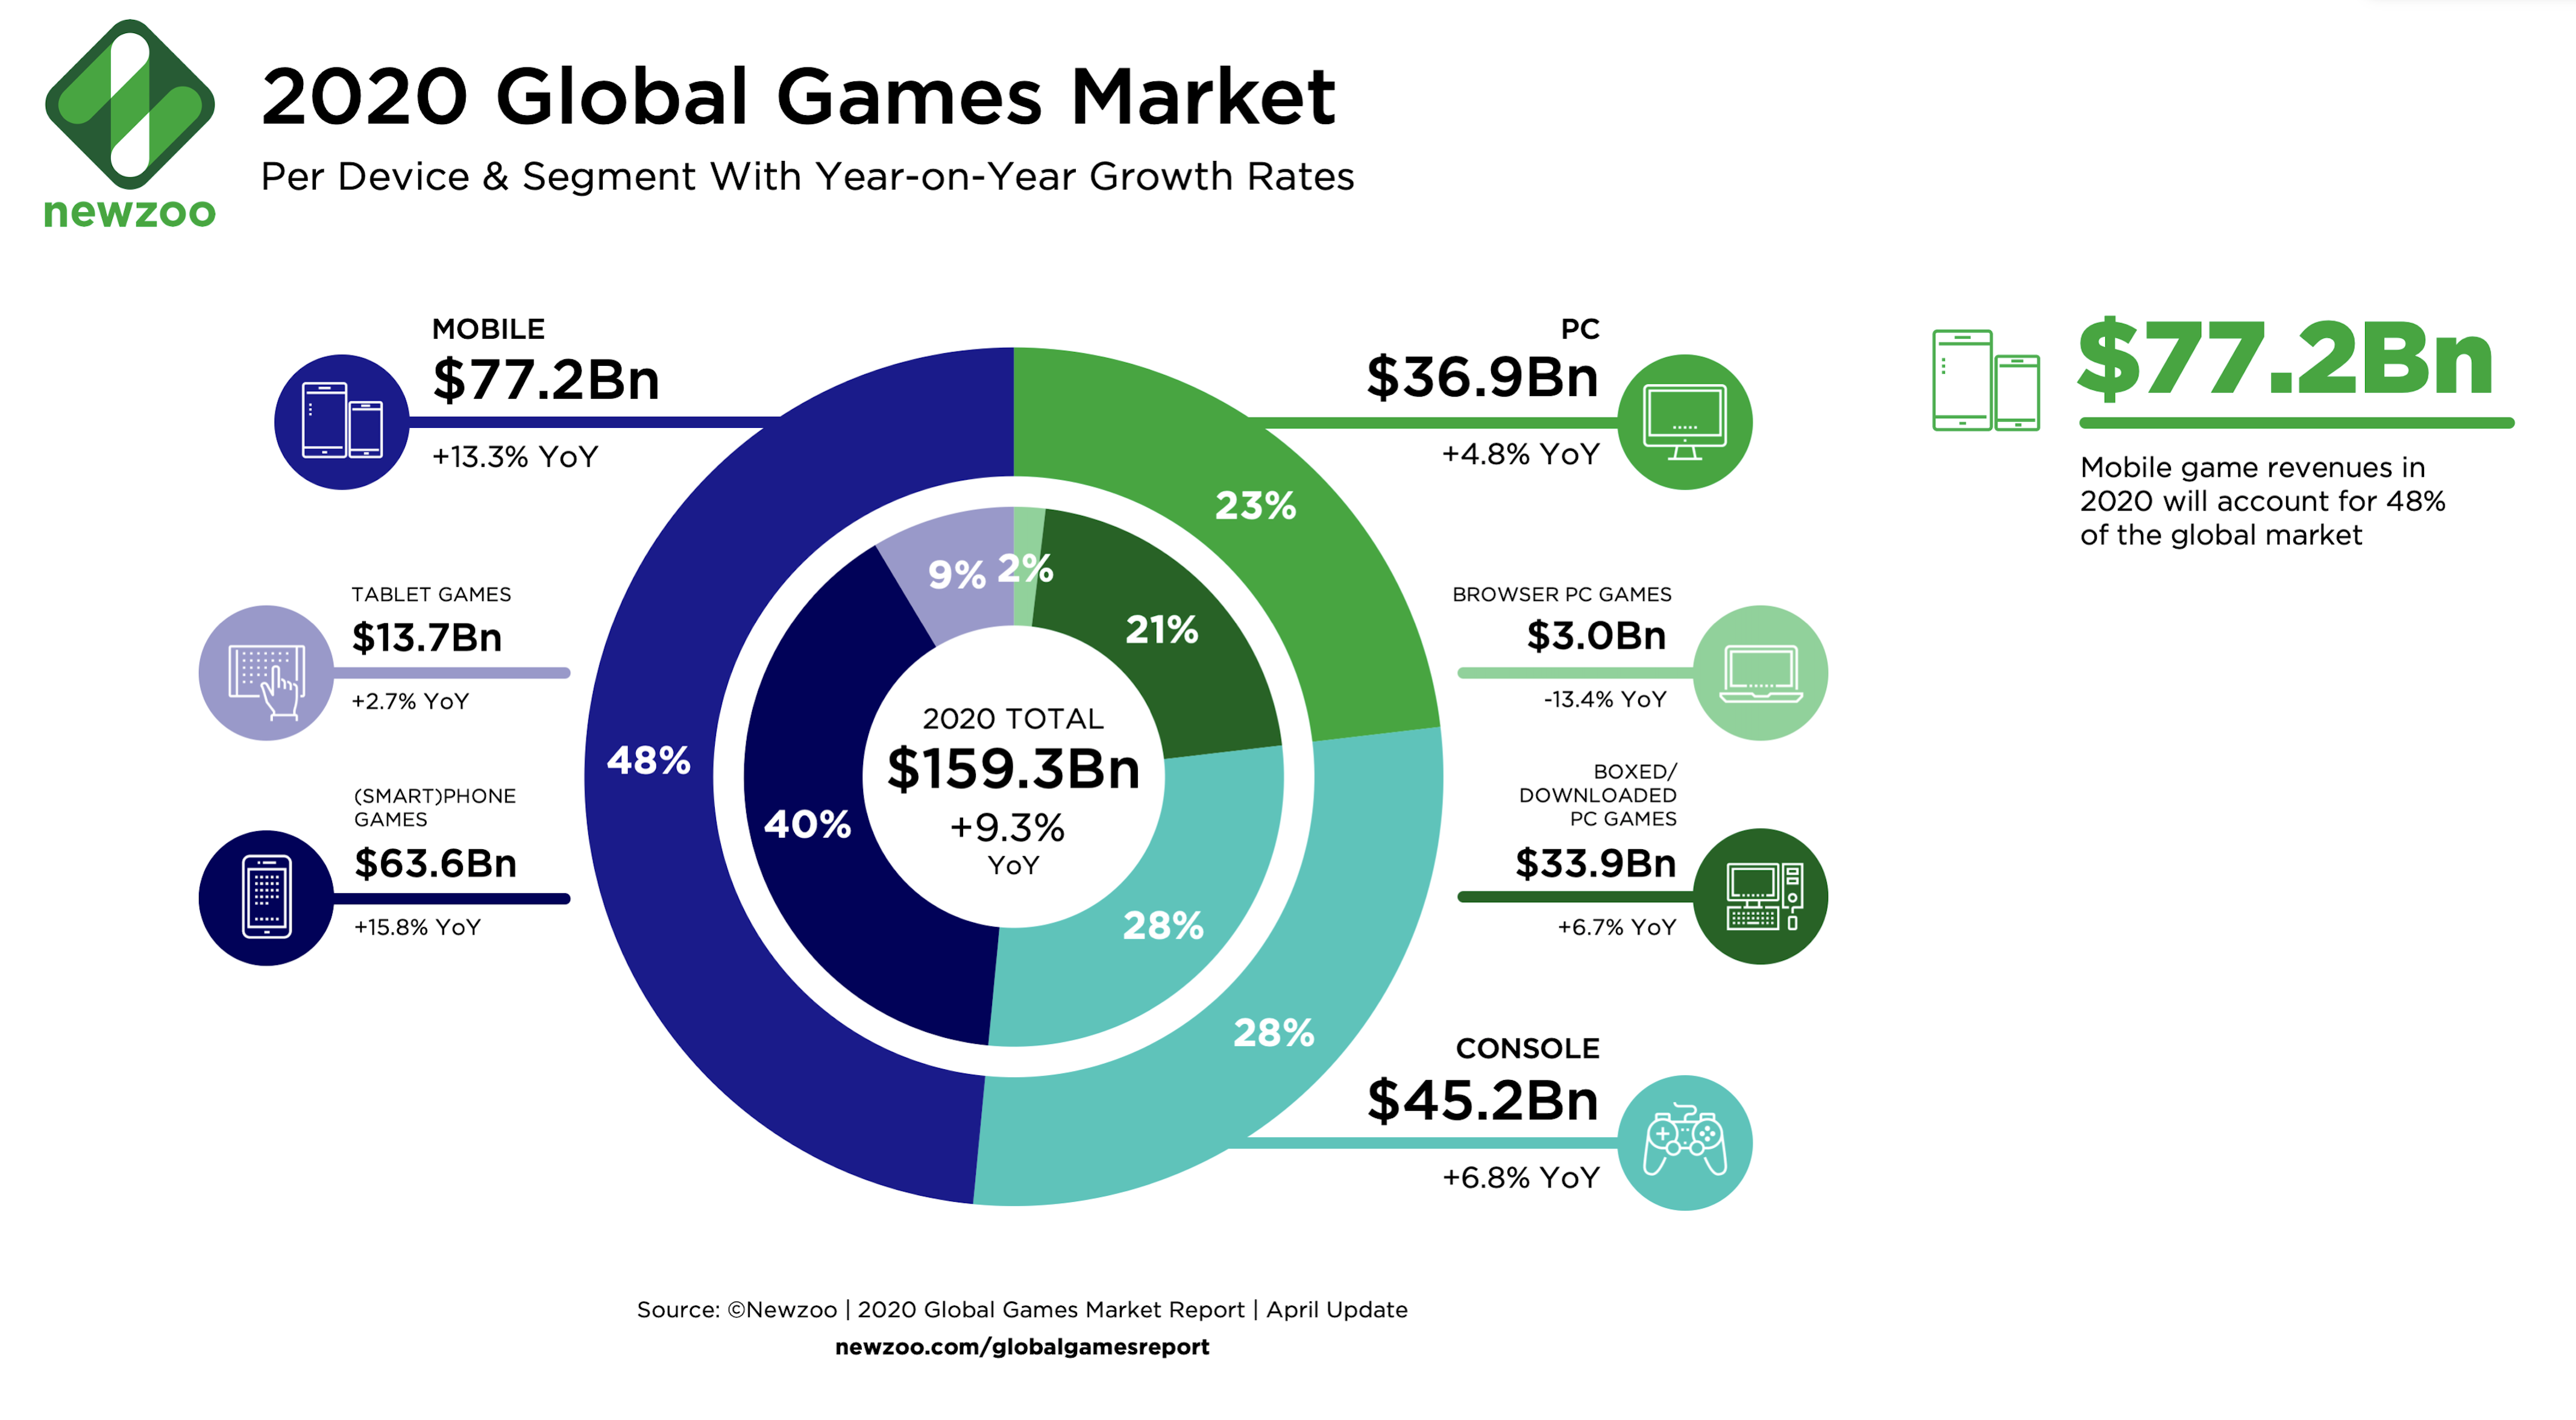 newzoo
2020 Global Games Market
Per Device & Segment With Year-on-Year Growth Rates
MOBILE
$77.2Bn
+13.3% YoY
TABLET GAMES
$13.7Bn
+2.7% YoY
(SMART)PHONE
GAMES
$63.6Bn
+15.8% YoY
48%
23%
28%
9%
2%
21%
40%
28%
2020 TOTAL
$159.3Bn
+9.3%
YoY
PC
$36.9Bn
+4.8% YoY
BROWSER PC GAMES
$3.0Bn
-13.4% YoY
BOXED/
DOWNLOADED
PC GAMES
$33.9Bn
+6.7% YoY
CONSOLE
$45.2Bn
+6.8% YoY
$77.2Bn
Mobile game revenues in
2020 will account for 48%
of the global market
Source: ©Newzoo | 2020 Global Games Market Report | April Update
newzoo.com/globalgamesreport